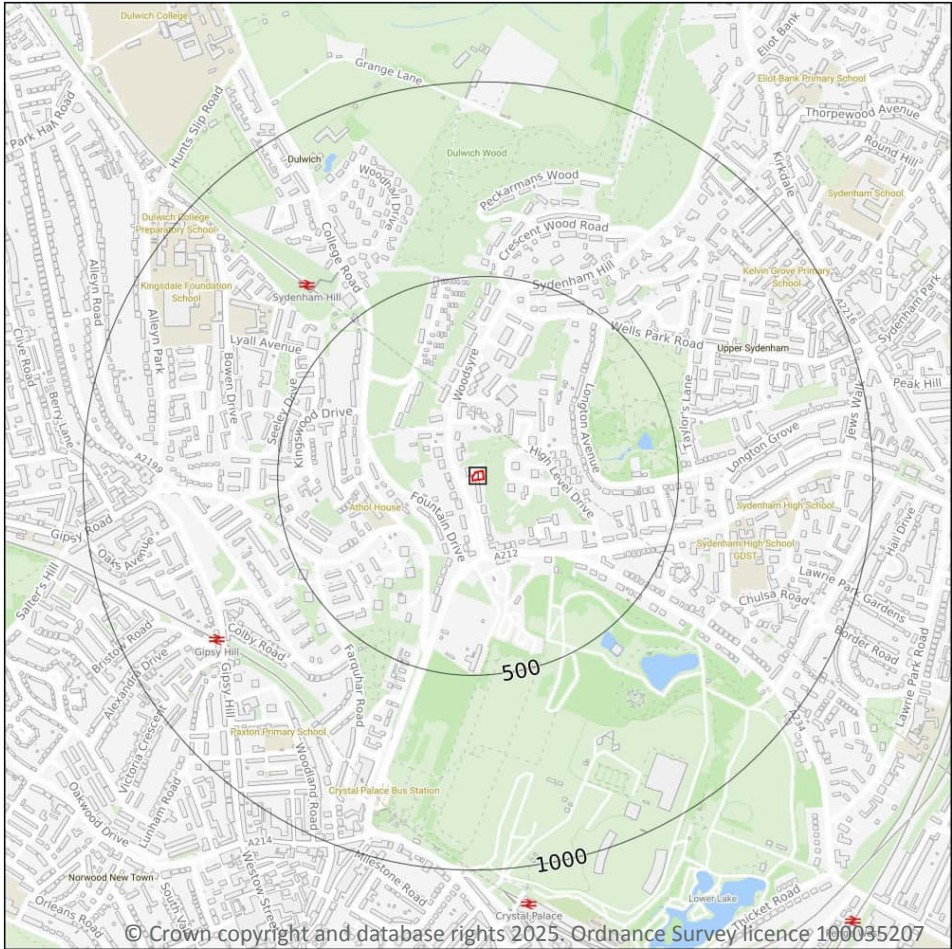 Dulwich College
Eliot Bank
Grange Lane
Eliot Bank Primary School
Park Hall Road
Hunts Slip Road
Thorpewood Avenue
Round Hill
Dulwich
Dulwich Wood
Kirkdale
Woodhall Drive
Peckarmans Wood
Sydenham School
Dulwich College
Preparatory School
College Road
Crescent Wood Road
Alleyn Road
Kingsdale Foundation
School
Sydenham Hill
Sydenham Hill
Kelvin Grove Primary
School
A2216
Sydenham Park
Alleyn Park
Clive Road
Lyall Avenue
Wells Park Road
Upper Sydenham
Bowen Drive
Woodsyre
Peak Hill
Berry Lane
Seeley Drive
Kingswood Drive
Longton Avenue
Taylor's Lane
Jews Walk
Longton Grove
A2199
High Level Drive
Fountain Drive
Athol House
Sydenham High School
Gipsy Road
Oaks Avenue
A212
Sydenham High School
GDST
Hall Drive
Lawrie Park Gardens
Salter's Hill
Chulsa Road
Bristow Road
Colby Road
Gipsy Hill
Border Road
Alexandra Drive
Gipsy Hill
Farquhar Road
500
Lawrie Park Road
Victoria Crescent
Paxton Primary School
A234
Woodland Road
Crystal Palace Bus Station
Oakwood Drive
Lunham Road
A214
1000
Norwood New Town
Westow Street
Milestone Road
Lower Lake
Orleans Road
South Vale
Crystal Palace
© Crown copyright and database rights 2025. Ordnance Survey licence 100035207